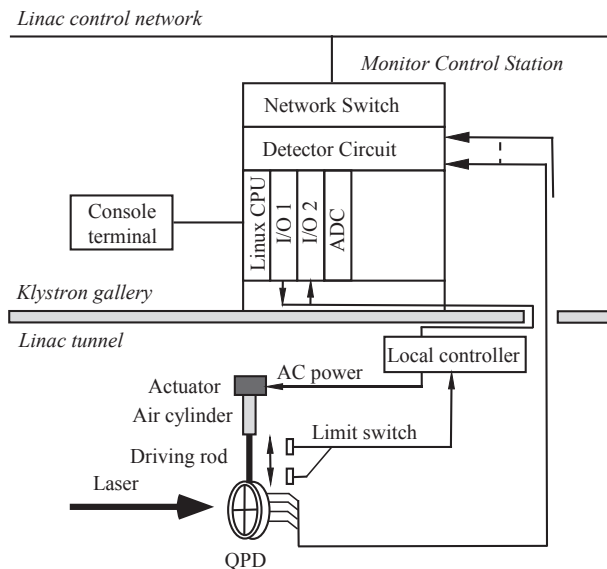 Linac control network
Monitor Control Station
Network Switch
Detector Circuit
Linux CPU
I/O 1
I/O 2
ADC
Console
terminal
Klystron gallery
Linac tunnel
Local controller
Actuator
AC power
Air cylinder
Limit switch
Driving rod
Laser
QPD